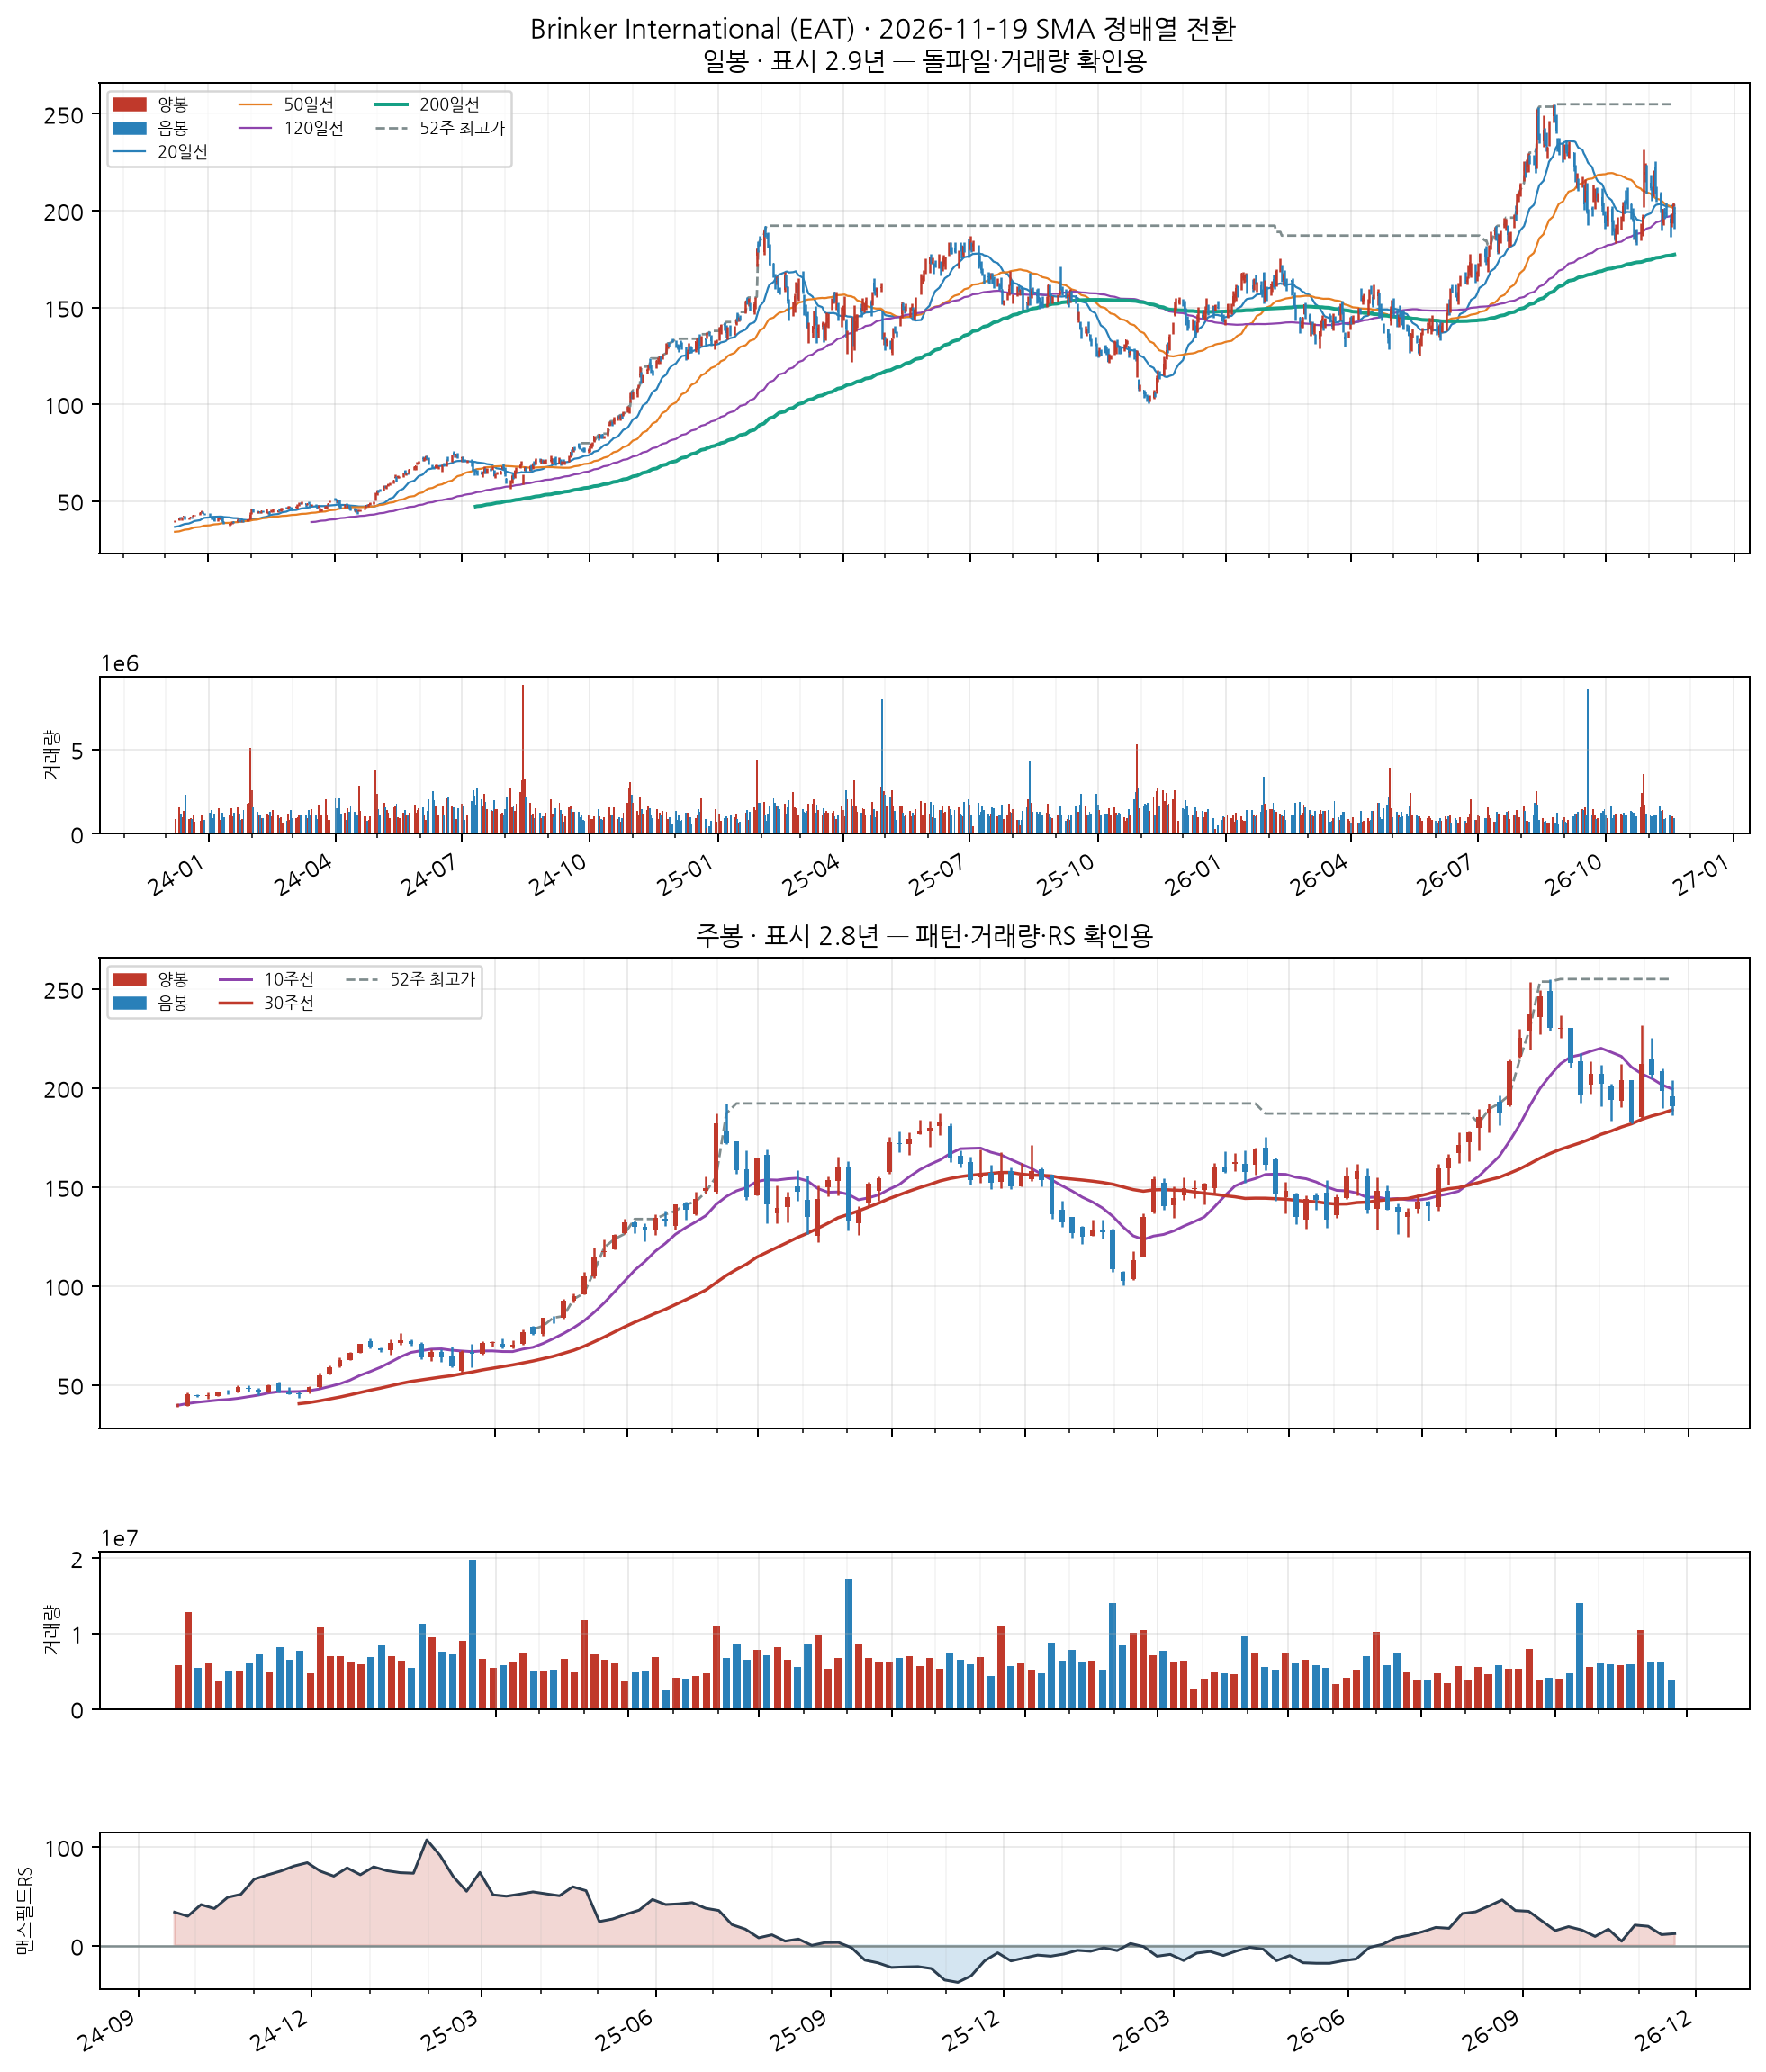 Brinker International (EAT) · 2026-11-19 SMA 정배열 전환
일봉 · 표시 2.9년 — 돌파일·거래량 확인용
양봉 50일선 200일선
음봉 120일선 52주 최고가
20일선
250
200
150
100
50
1e6
거래량
5
0
24-01 24-04 24-07 24-10 25-01 25-04 25-07 25-10 26-01 26-04 26-07 26-10 27-01
주봉 · 표시 2.8년 — 패턴·거래량·RS 확인용
양봉 10주선 52주 최고가
음봉 30주선
250
200
150
100
50
1e7
2
거래량
1
0
100
맨스필드RS
0
24-09 24-12 25-03 25-06 25-09 25-12 26-03 26-06 26-09 26-12